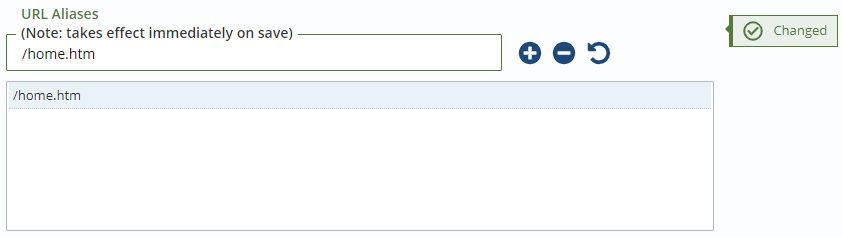 URL Aliases
(Note: takes effect immediately on save)
/home.htm
Changed
/home.htm